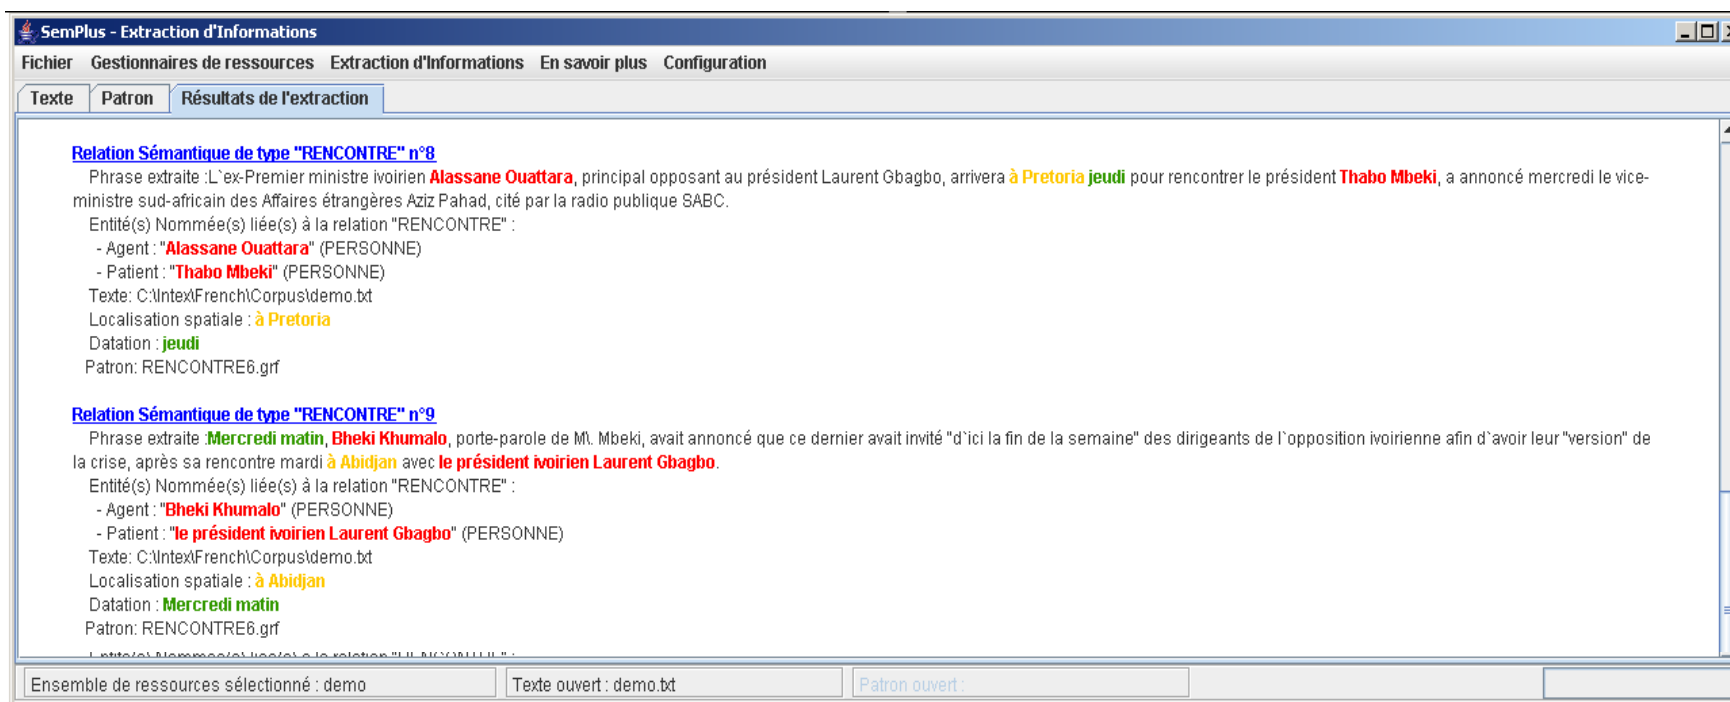 SemPlus - Extraction d'Informations
Fichier Gestionnaires de ressources Extraction d'Informations En savoir plus Configuration
Texte Patron Résultats de l'extraction
Relation Sémantique de type "RENCONTRE" n°8
Phrase extraite :L`ex-Premier ministre ivoirien Alassane Ouattara, principal opposant au président Laurent Gbagbo, arrivera à Pretoria jeudi pour rencontrer le président Thabo Mbeki, a annoncé mercredi le vice-
ministre sud-africain des Affaires étrangères Aziz Pahad, cité par la radio publique SABC.
Entité(s) Nommée(s) liée(s) à la relation "RENCONTRE" :
- Agent : "Alassane Ouattara" (PERSONNE)
- Patient : "Thabo Mbeki" (PERSONNE)
Texte: C:\Intex\French\Corpus\demo.txt
Localisation spatiale : à Pretoria
Datation : jeudi
Patron: RENCONTRE6.grf
Relation Sémantique de type "RENCONTRE" n°9
Phrase extraite :Mercredi matin, Bheki Khumalo, porte-parole de M\. Mbeki, avait annoncé que ce dernier avait invité "d`ici la fin de la semaine" des dirigeants de l`opposition ivoirienne afin d`avoir leur "version" de
la crise, après sa rencontre mardi à Abidjan avec le président ivoirien Laurent Gbagbo.
Entité(s) Nommée(s) liée(s) à la relation "RENCONTRE" :
- Agent : "Bheki Khumalo" (PERSONNE)
- Patient : "le président ivoirien Laurent Gbagbo" (PERSONNE)
Texte: C:\Intex\French\Corpus\demo.txt
Localisation spatiale : à Abidjan
Datation : Mercredi matin
Patron: RENCONTRE6.grf
Entité(s) Nommée(s) liée(s) à la relation "RENCONTRE" :
Ensemble de ressources sélectionné : demo Texte ouvert : demo.txt Patron ouvert :